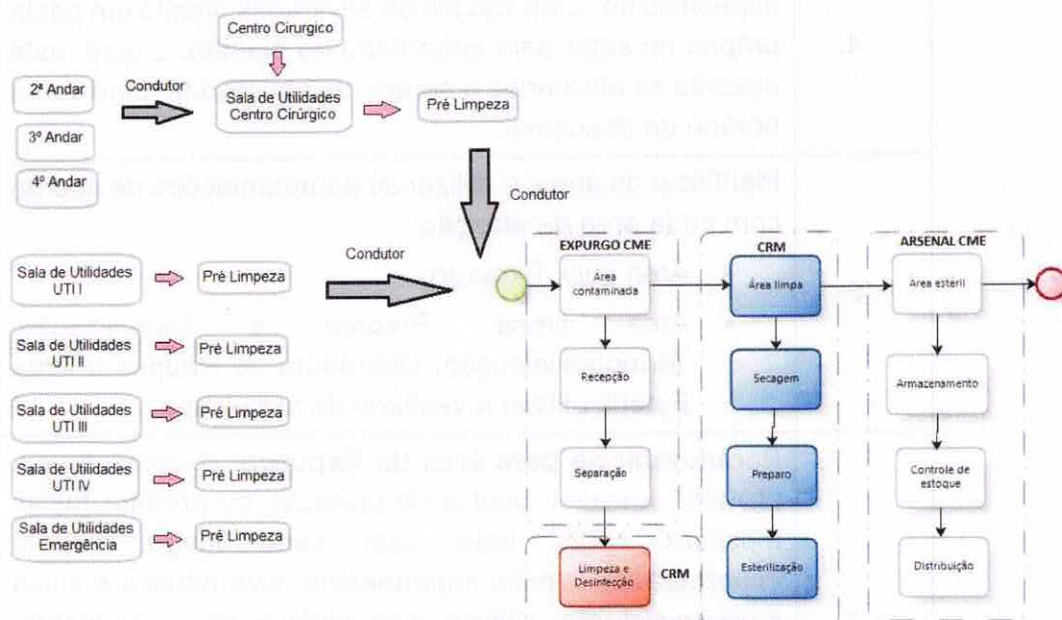 Centro Cirurgico
2ª Andar
3º Andar
4º Andar
Condutor
Sala de Utilidades
Centro Cirúrgico
Pré Limpeza
Condutor
Sala de Utilidades
UTI I
Pré Limpeza
Sala de Utilidades
UTI II
Pré Limpeza
Sala de Utilidades
UTI III
Pré Limpeza
Sala de Utilidades
UTI IV
Pré Limpeza
Sala de Utilidades
Emergência
Pré Limpeza
Condutor
EXPURGO CME
Área
contaminada
Recepção
Separação
Limpeza e
Desinfecção
CRM
CRM
Área limpa
Secagem
Preparo
Esterilização
ARSENAL CME
Área estéril
Armazenamento
Controle de
estoque
Distribuição